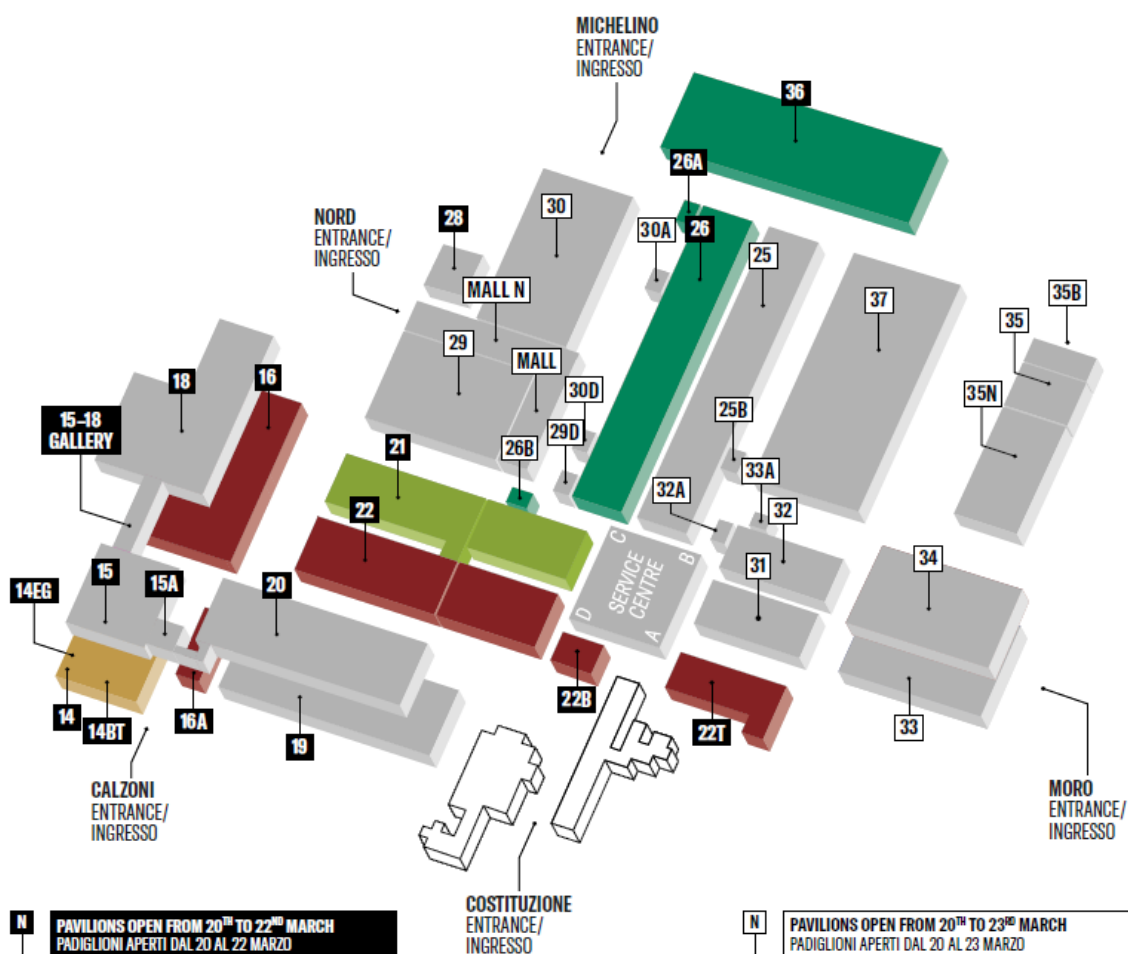 MICHELINO
ENTRANCE/
INGRESSO
36
26A
30
NORD
ENTRANCE/
INGRESSO
28
30A
26
25
MALL N
37
35B
35
29
MALL
18
16
30D
35N
15–18
GALLERY
25B
21
26B
29D
33A
32A
32
22
C
B
SERVICE
CENTRE
D
A
31
34
14EG
15
15A
20
14
14BT
16A
19
22B
22T
33
CALZONI
ENTRANCE/
INGRESSO
MORO
ENTRANCE/
INGRESSO
COSTITUZIONE
ENTRANCE/
INGRESSO
N
PAVILIONS OPEN FROM 20TH TO 22ND MARCH
PADIGLIONI APERTI DAL 20 AL 22 MARZO
N
PAVILIONS OPEN FROM 20TH TO 23RD MARCH
PADIGLIONI APERTI DAL 20 AL 23 MARZO